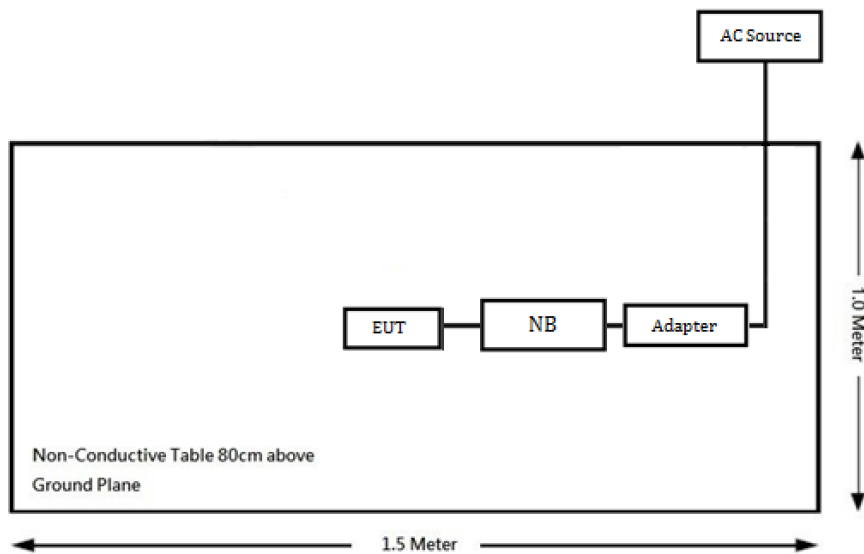 AC Source
EUT
NB
Adapter
1.0 Meter
Non-Conductive Table 80cm above
Ground Plane
1.5 Meter